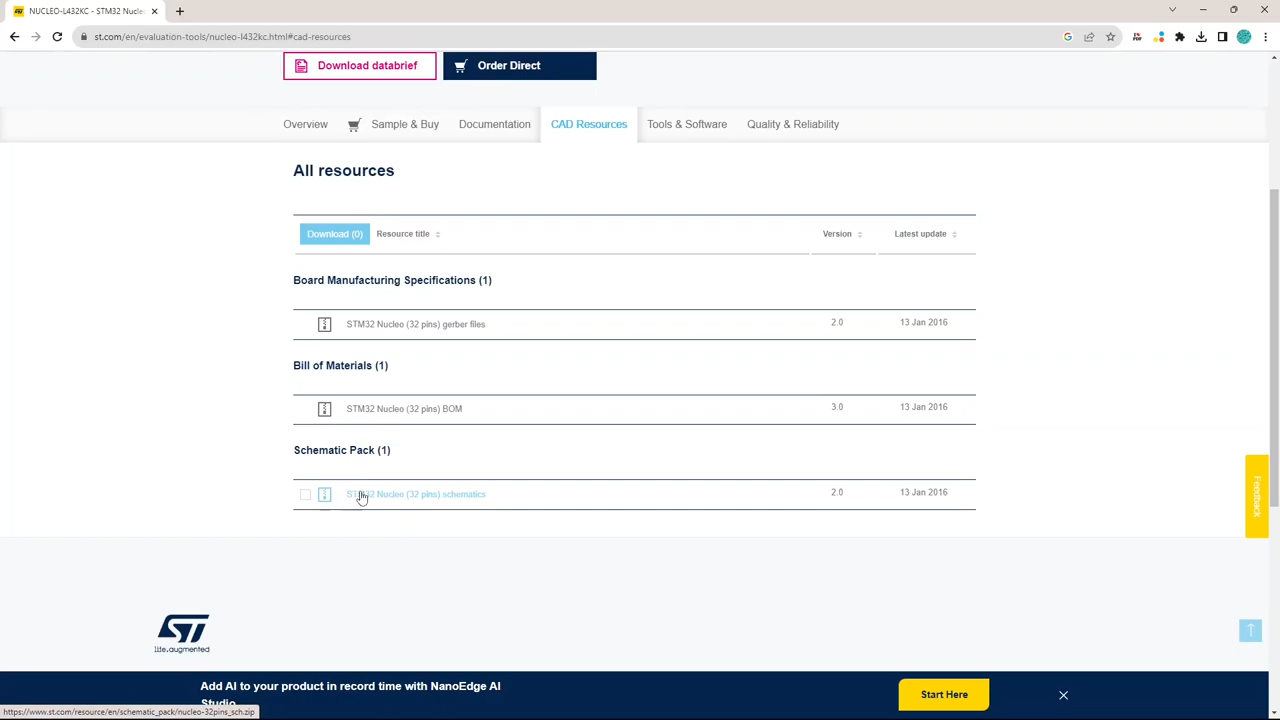 NUCLEO-L432KC - STM32 Nucleo
st.com/en/evaluation-tools/nucleo-l432kc.html#cad-resources
Download databrief
Order Direct
Overview
Sample & Buy
Documentation
CAD Resources
Tools & Software
Quality & Reliability
All resources
Download (0)
Resource title
Version
Latest update
Board Manufacturing Specifications (1)
STM32 Nucleo (32 pins) gerber files
2.0
13 Jan 2016
Bill of Materials (1)
STM32 Nucleo (32 pins) BOM
3.0
13 Jan 2016
Schematic Pack (1)
STM32 Nucleo (32 pins) schematics
2.0
13 Jan 2016
Feedback
ST
life.augmented
Add AI to your product in record time with NanoEdge AI
Studio
Start Here
https://www.st.com/resource/en/schematic_pack/nucleo-32pins_sch.zip